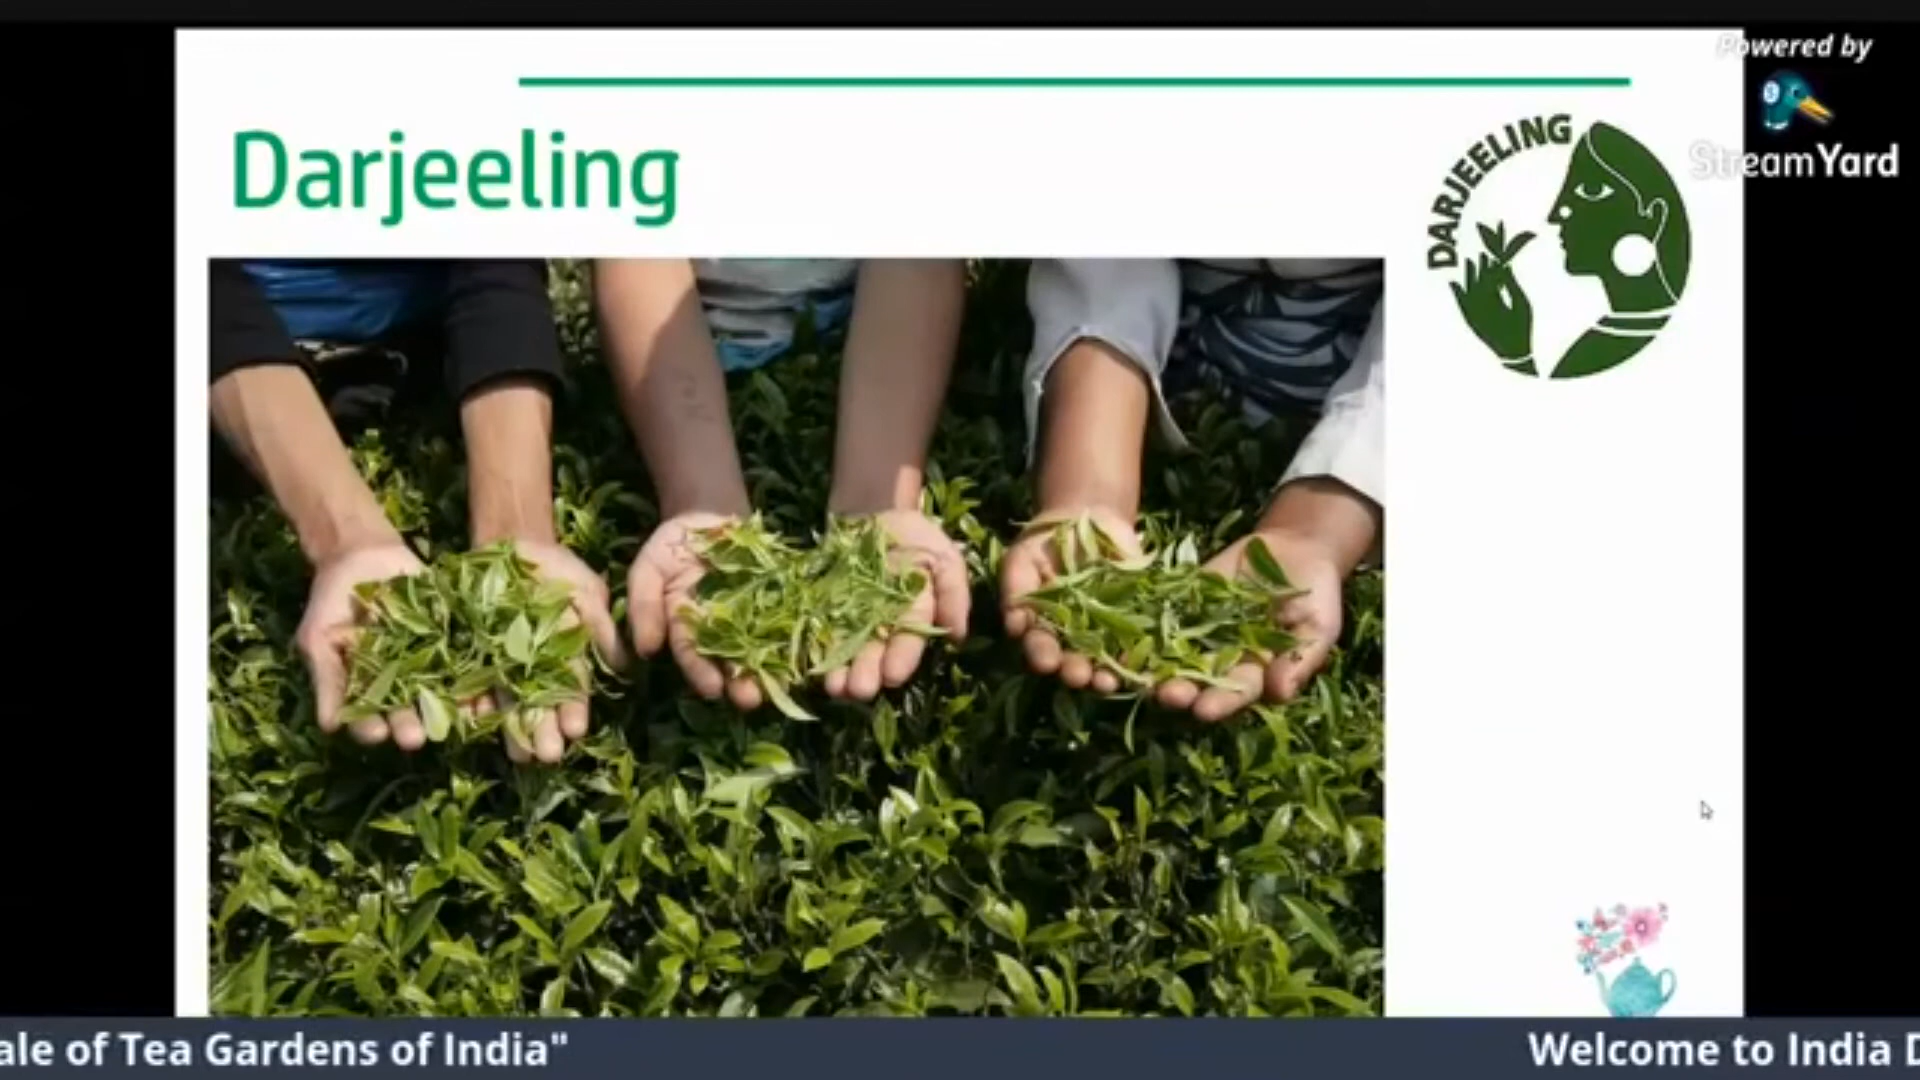 Powered by
StreamYard
Darjeeling
DARJEELING
ale of Tea Gardens of India"
Welcome to India D